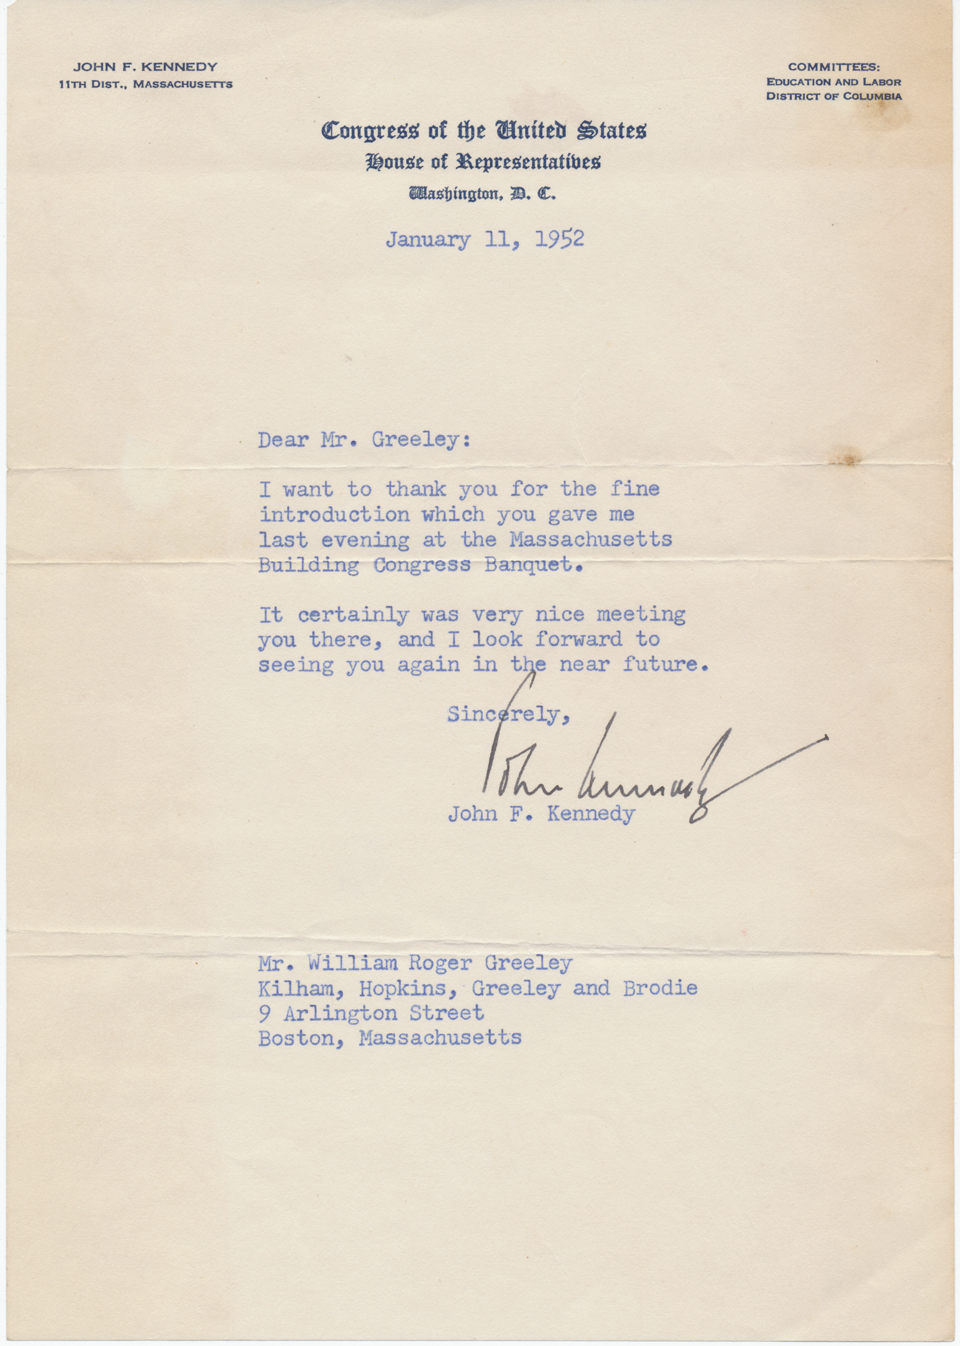 JOHN F. KENNEDY
11TH DIST., MASSACHUSETTS
COMMITTEES:
EDUCATION AND LABOR
DISTRICT OF COLUMBIA
Congress of the United States
House of Representatives
Washington, D. C.
January 11, 1952
Dear Mr. Greeley:
I want to thank you for the fine
introduction which you gave me
last evening at the Massachusetts
Building Congress Banquet.
It certainly was very nice meeting
you there, and I look forward to
seeing you again in the near future.
Sincerely,
John Kennedy
John F. Kennedy
Mr. William Roger Greeley
Kilham, Hopkins, Greeley and Brodie
9 Arlington Street
Boston, Massachusetts